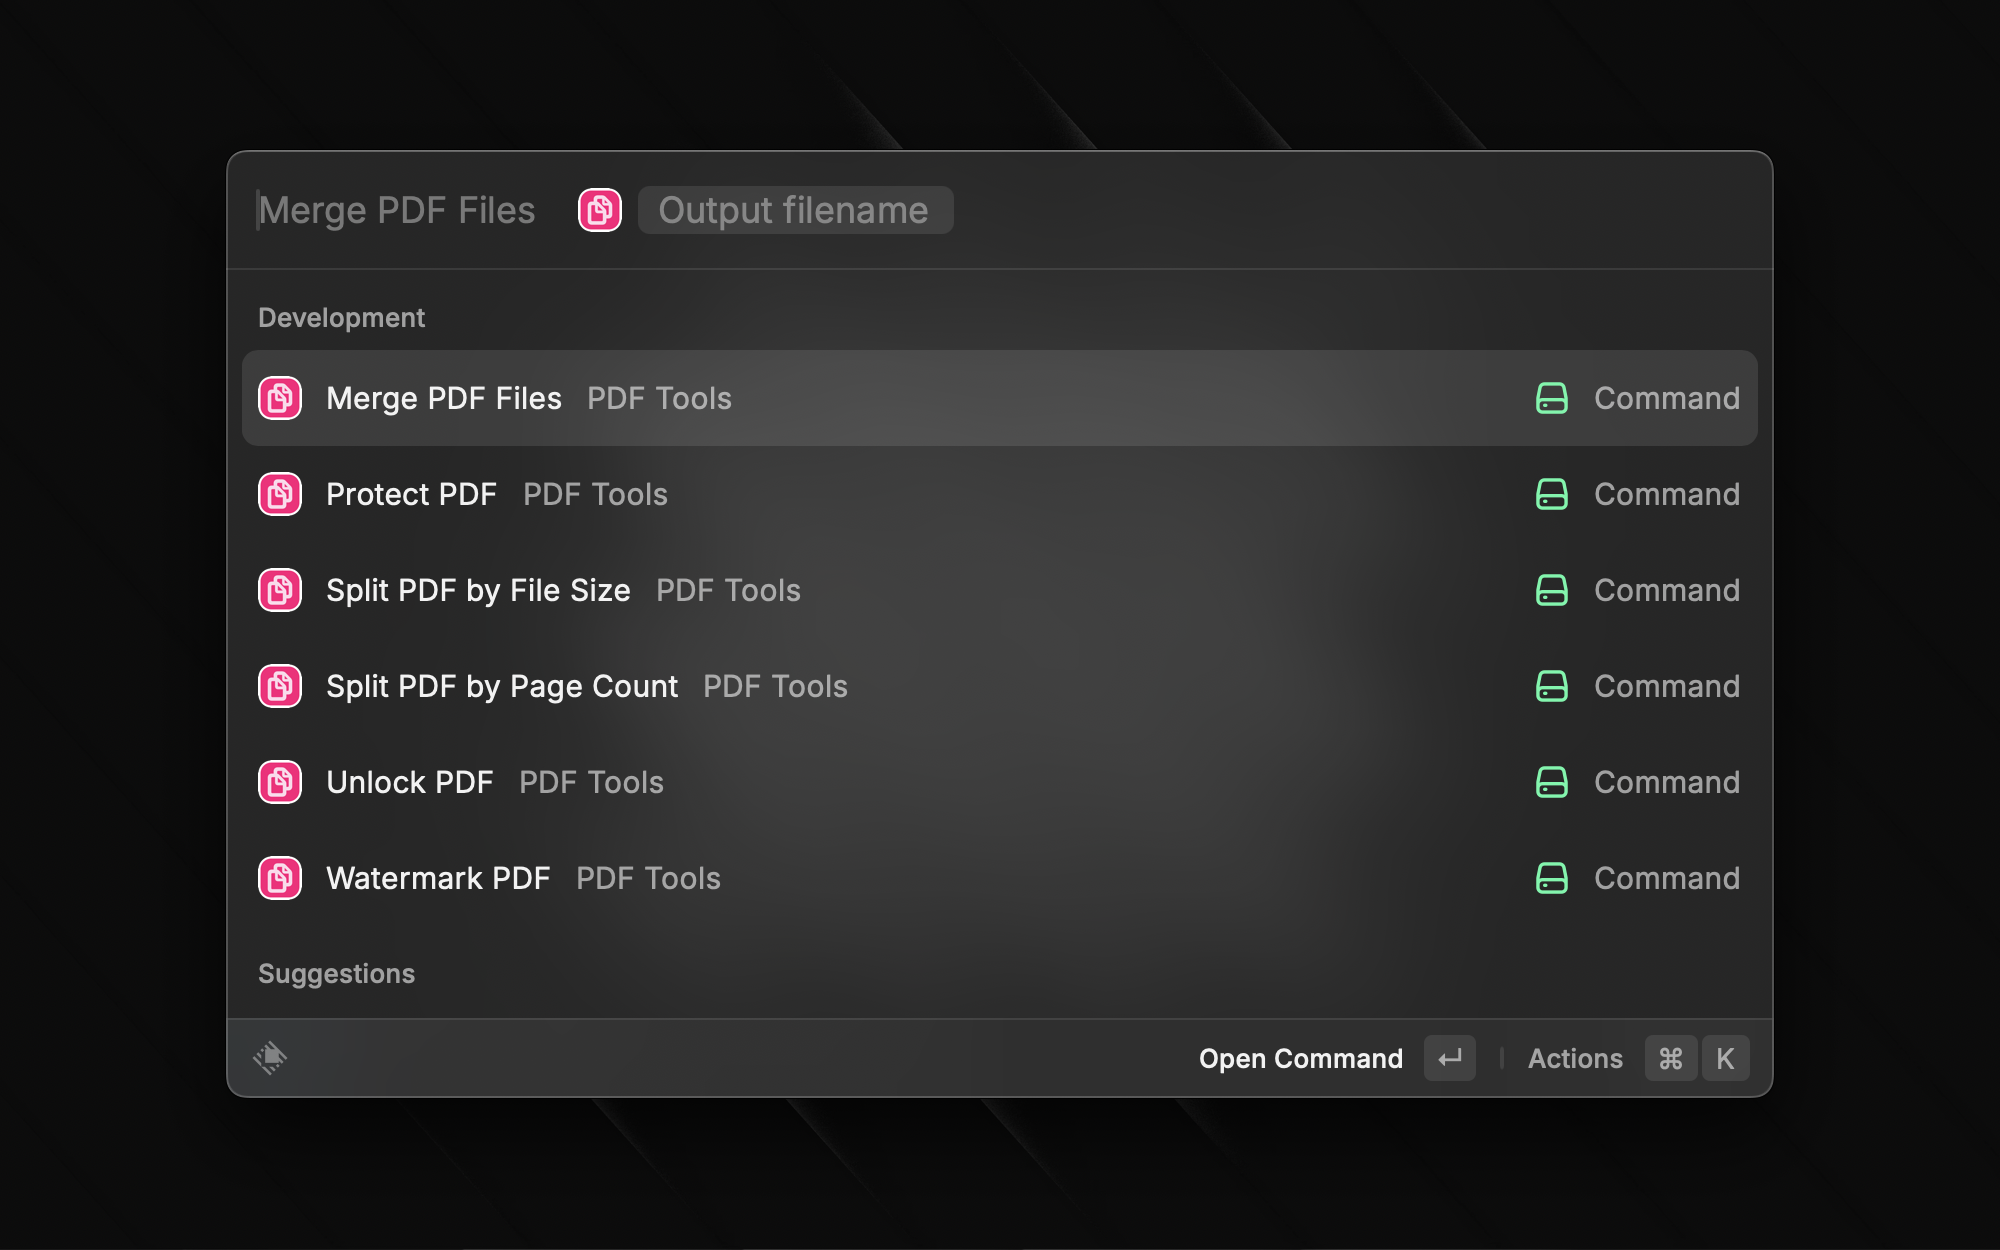 Merge PDF Files Output filename
Development
Merge PDF Files PDF Tools Command
Protect PDF PDF Tools Command
Split PDF by File Size PDF Tools Command
Split PDF by Page Count PDF Tools Command
Unlock PDF PDF Tools Command
Watermark PDF PDF Tools Command
Suggestions
Open Command ↵ Actions ⌘ K